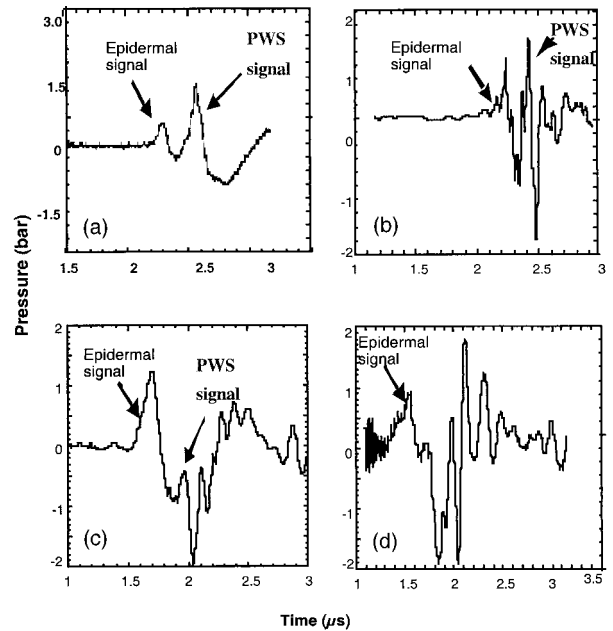 Pressure (bar)
3.0
1.5
0
-1.5
Epidermal
signal
PWS
signal
(a)
1.5
2
2.5
3
2
1
0
-1
-2
Epidermal
signal
PWS
signal
(b)
1
1.5
2
2.5
3
2
1
0
-1
-2
Epidermal
signal
PWS
signal
(c)
1
1.5
2
2.5
3
2
1
0
-1
-2
Epidermal
signal
(d)
1
1.5
2
2.5
3
3.5
Time (µs)